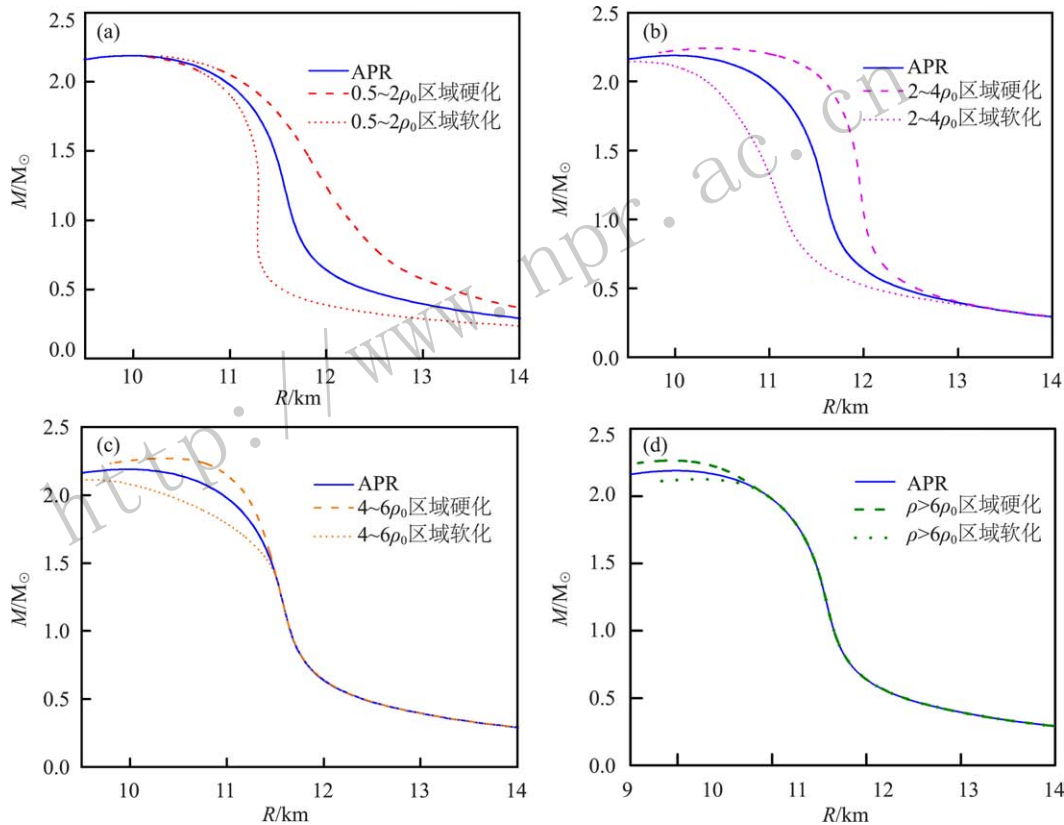 (a)
2.5
2.0
1.5
1.0
0.5
0.0
M/M⊙
APR
0.5~2ρ₀区域硬化
0.5~2ρ₀区域软化
10 11 12 13 14
R/km
(b)
2.5
2.0
1.5
1.0
0.5
0.0
M/M⊙
APR
2~4ρ₀区域硬化
2~4ρ₀区域软化
10 11 12 13 14
R/km
(c)
2.5
2.0
1.5
1.0
0.5
0.0
M/M⊙
APR
4~6ρ₀区域硬化
4~6ρ₀区域软化
10 11 12 13 14
R/km
(d)
2.5
2.0
1.5
1.0
0.5
0.0
M/M⊙
APR
ρ>6ρ₀区域硬化
ρ>6ρ₀区域软化
9 10 11 12 13 14
R/km
http://www.npr.ac.cn